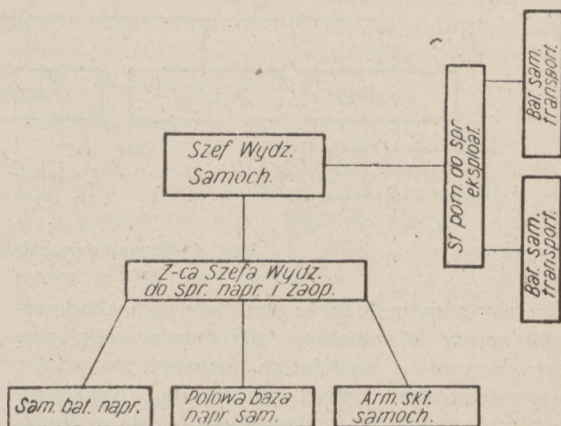 Szef Wydz.
Samoch.
St pom. do spr
eksploat.
Bat. sam.
transport.
Bat. sam.
transport.
Z-ca Szefa Wydz.
do spr. napr. i zaop.
Sam. bat. napr.
Polowa baza
napr. sam.
Arm. skł.
samoch.